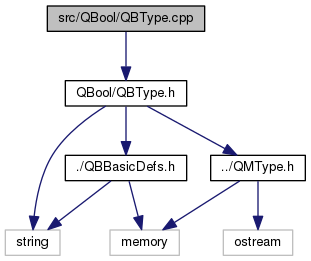 src/QBool/QBType.cpp
QBool/QBType.h
./QBBasicDefs.h
../QMType.h
string
memory
ostream